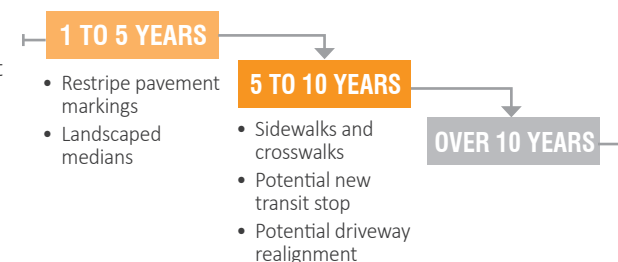 1 TO 5 YEARS
t
• Restripe pavement
markings
• Landscaped
medians
5 TO 10 YEARS
• Sidewalks and
crosswalks
• Potential new
transit stop
• Potential driveway
realignment
OVER 10 YEARS